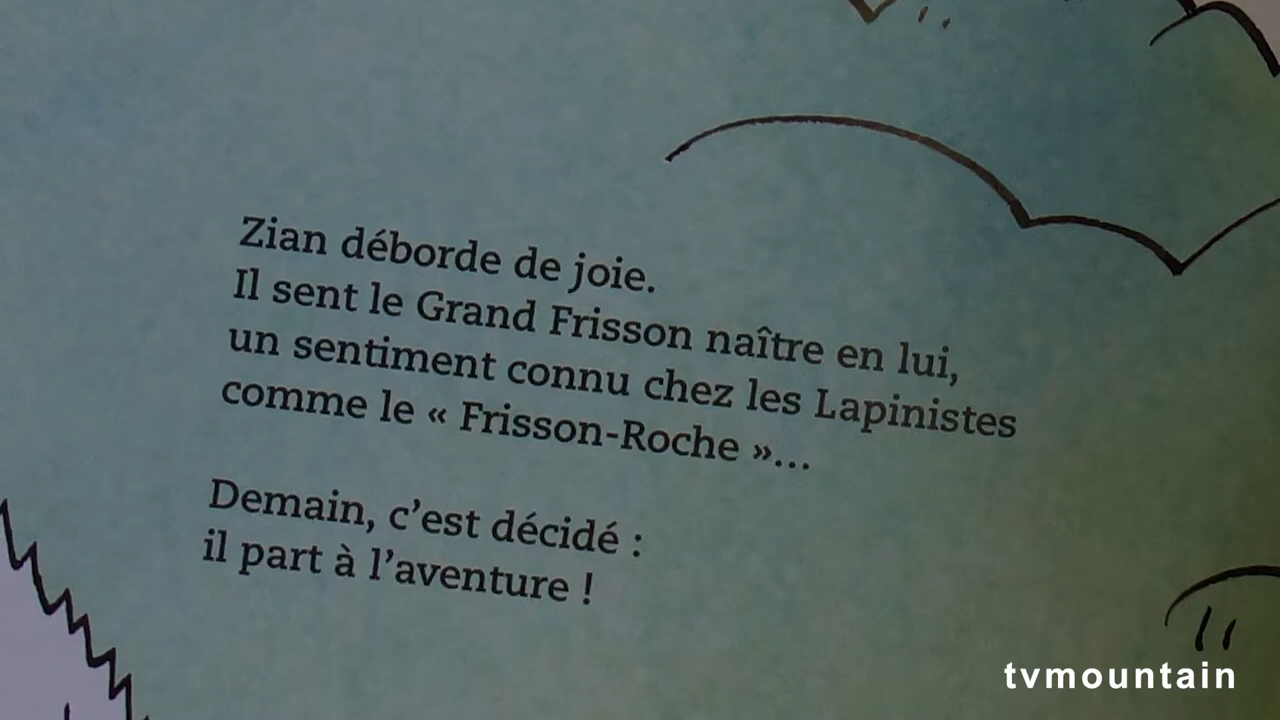 Zian déborde de joie.
Il sent le Grand Frisson naître en lui,
un sentiment connu chez les Lapinistes
comme le « Frisson-Roche »...
Demain, c’est décidé :
il part à l’aventure !
tvmountain